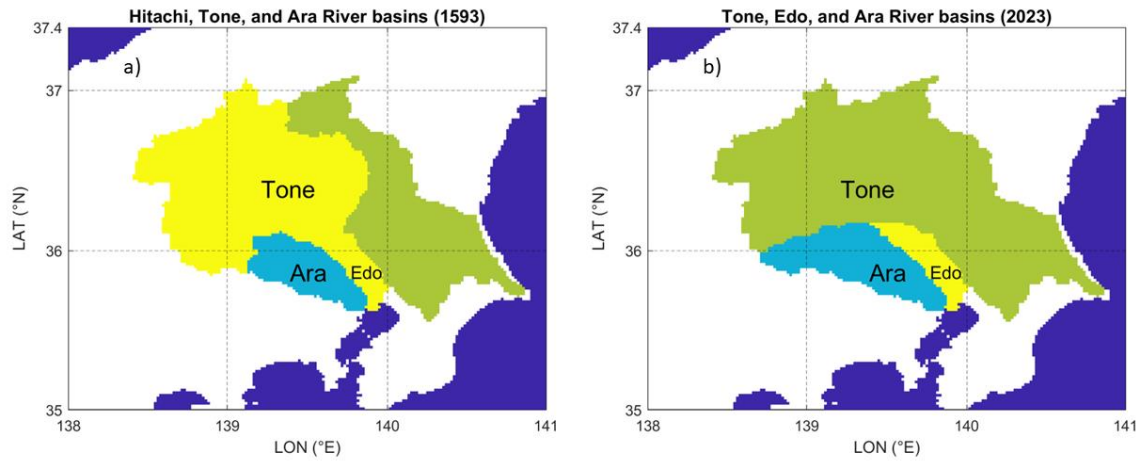 Hitachi, Tone, and Ara River basins (1593)
37.4
a)
37
Tone
LAT (°N)
36
Ara
Edo
35
138
139
140
141
LON (°E)
Tone, Edo, and Ara River basins (2023)
37.4
b)
37
Tone
LAT (°N)
36
Ara
Edo
35
138
139
140
141
LON (°E)